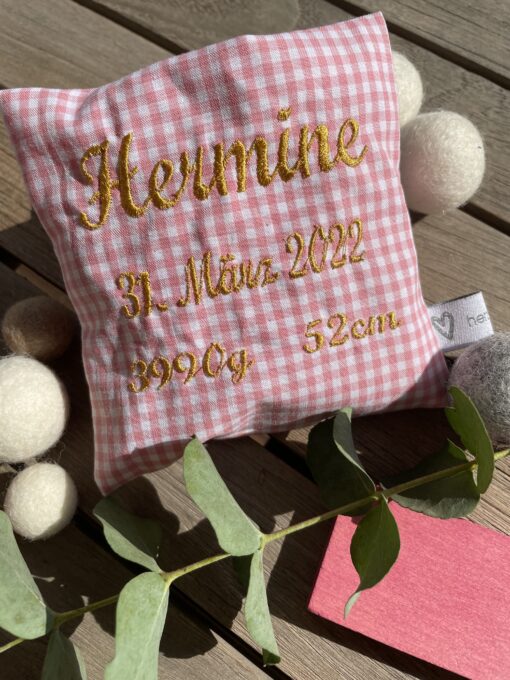 Hermine
31. März 2022
3990g 52cm